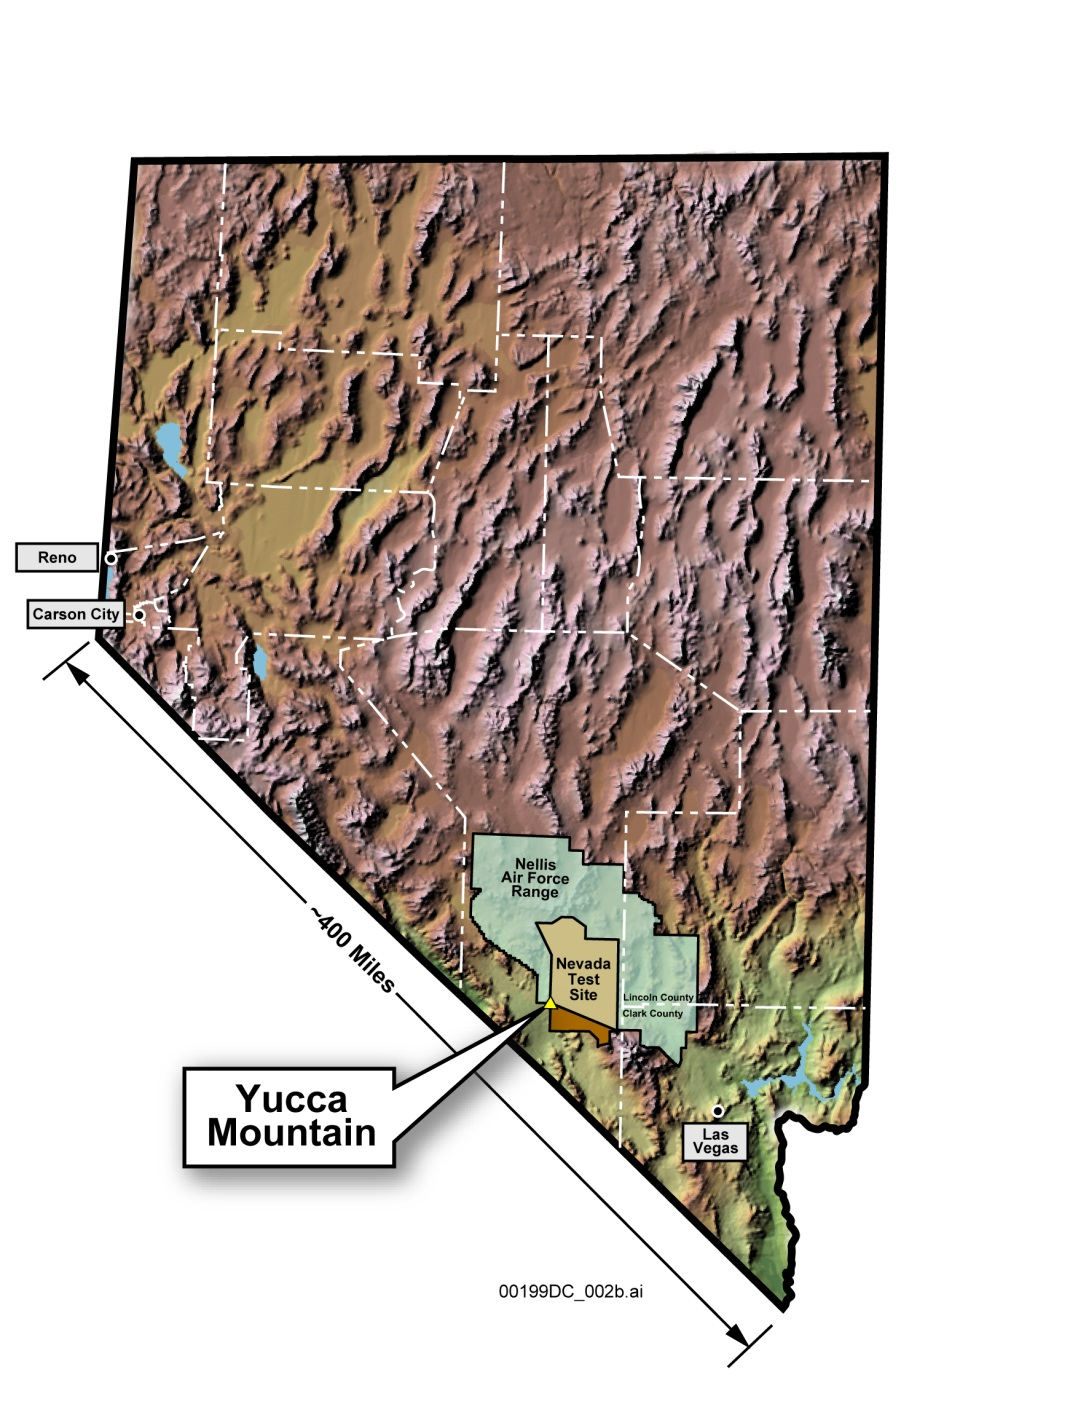 Reno
Carson City
Nellis
Air Force
Range
Nevada
Test
Site
Lincoln County
Clark County
~400 Miles
Yucca
Mountain
Las
Vegas
00199DC_002b.ai